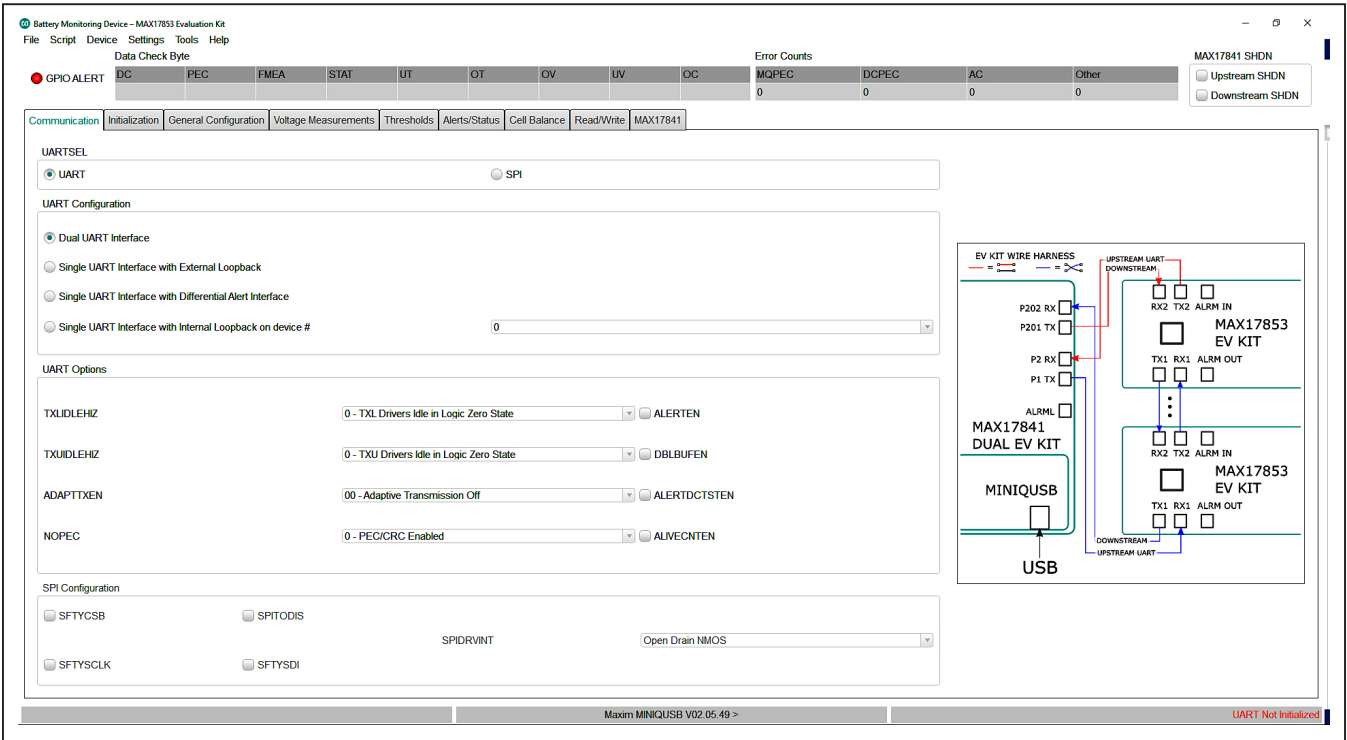 Battery Monitoring Device – MAX17853 Evaluation Kit
File Script Device Settings Tools Help
Data Check Byte
Error Counts
MAX17841 SHDN
GPIO ALERT
DC PEC FMEA STAT UT OT OV UV OC
MQPEC DCPEC AC Other
0 0 0 0
Upstream SHDN
Downstream SHDN
Communication Initialization General Configuration Voltage Measurements Thresholds Alerts/Status Cell Balance Read/Write MAX17841
UARTSEL
UART SPI
UART Configuration
Dual UART Interface
Single UART Interface with External Loopback
Single UART Interface with Differential Alert Interface
Single UART Interface with Internal Loopback on device # 0
UART Options
TXLIDLEHIZ 0 - TXL Drivers Idle in Logic Zero State ALERTEN
TXUIDLEHIZ 0 - TXU Drivers Idle in Logic Zero State DBLBUFEN
ADAPTTXEN 00 - Adaptive Transmission Off ALERTDCTSTEN
NOPEC 0 - PEC/CRC Enabled ALIVECNTEN
SPI Configuration
SFTYCSB SPITODIS
SPIDRVINT Open Drain NMOS
SFTYSCLK SFTYSDI
EV KIT WIRE HARNESS
= =
UPSTREAM UART
DOWNSTREAM
P202 RX
P201 TX
P2 RX
P1 TX
ALRML
MAX17841
DUAL EV KIT
MINIQUSB
USB
RX2 TX2 ALRM IN
MAX17853
EV KIT
TX1 RX1 ALRM OUT
RX2 TX2 ALRM IN
MAX17853
EV KIT
TX1 RX1 ALRM OUT
DOWNSTREAM
UPSTREAM UART
Maxim MINIQUSB V02.05.49 >
UART Not Initialized